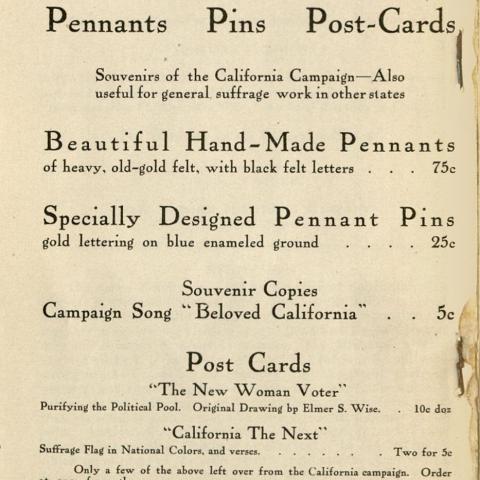 Pennants Pins Post-Cards
Souvenirs of the California Campaign—Also
useful for general suffrage work in other states
Beautiful Hand-Made Pennants
of heavy, old-gold felt, with black felt letters . . . 75c
Specially Designed Pennant Pins
gold lettering on blue enameled ground . . . . 25c
Souvenir Copies
Campaign Song "Beloved California" . . 5c
Post Cards
"The New Woman Voter"
Purifying the Political Pool. Original Drawing bp Elmer S. Wise. . 10c doz
"California The Next"
Suffrage Flag in National Colors, and verses. . . . . . . . Two for 5c
Only a few of the above left over from the California campaign. Order